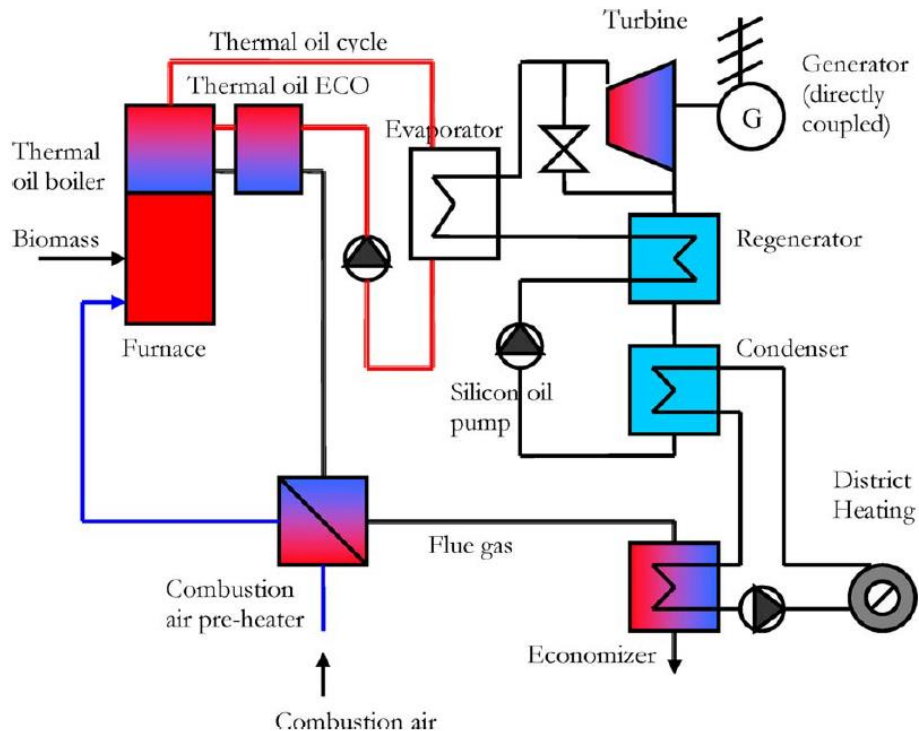 Turbine
Thermal oil cycle
Thermal oil ECO
Generator
(directly
coupled)
G
Evaporator
Thermal
oil boiler
Biomass
Regenerator
Furnace
Condenser
Silicon oil
pump
District
Heating
Flue gas
Combustion
air pre-heater
Economizer
Combustion air